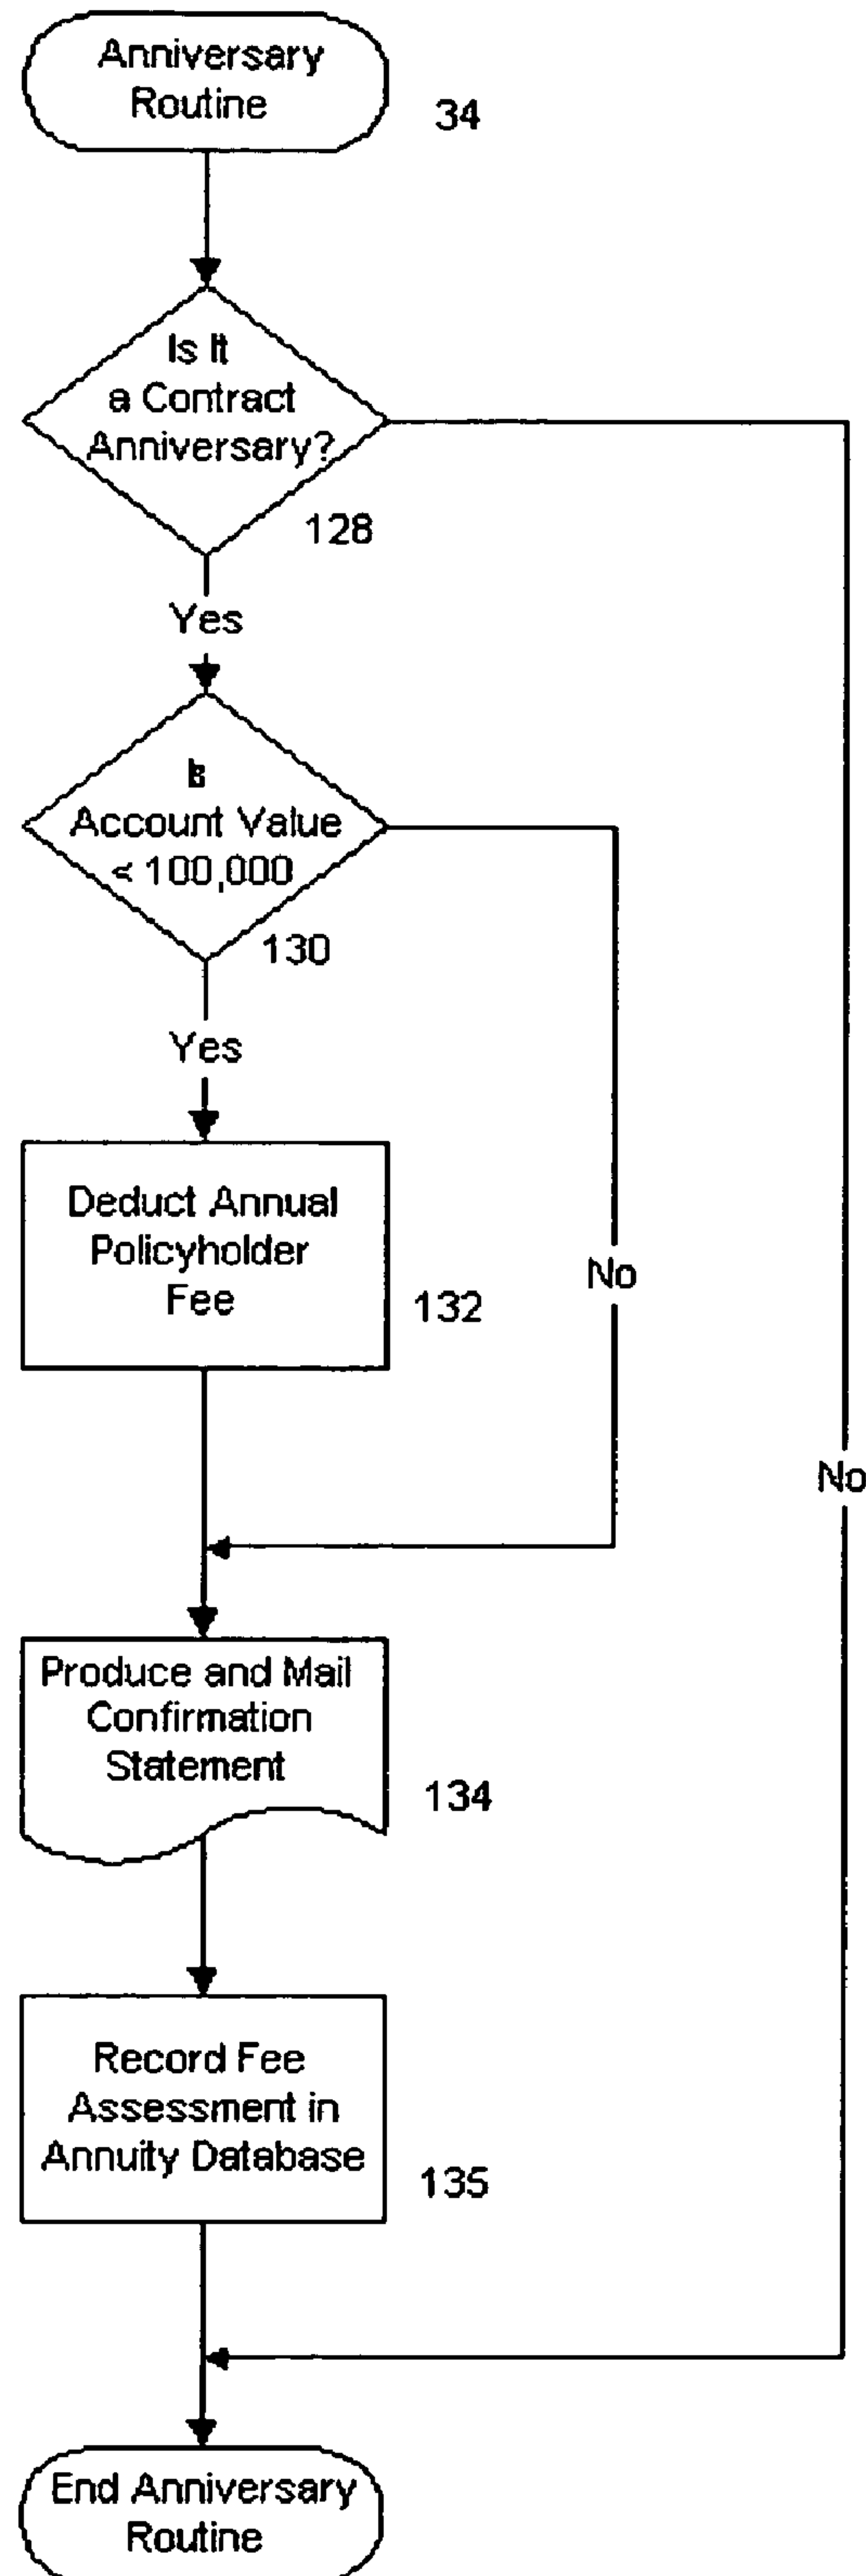 Anniversary
Routine
34
Is It
a Contract
Anniversary?
128
Yes
Is
Account Value
< 100,000
130
Yes
Deduct Annual
Policyholder
Fee
132
No
No
Produce and Mail
Confirmation
Statement
134
Record Fee
Assessment in
Annuity Database
135
End Anniversary
Routine